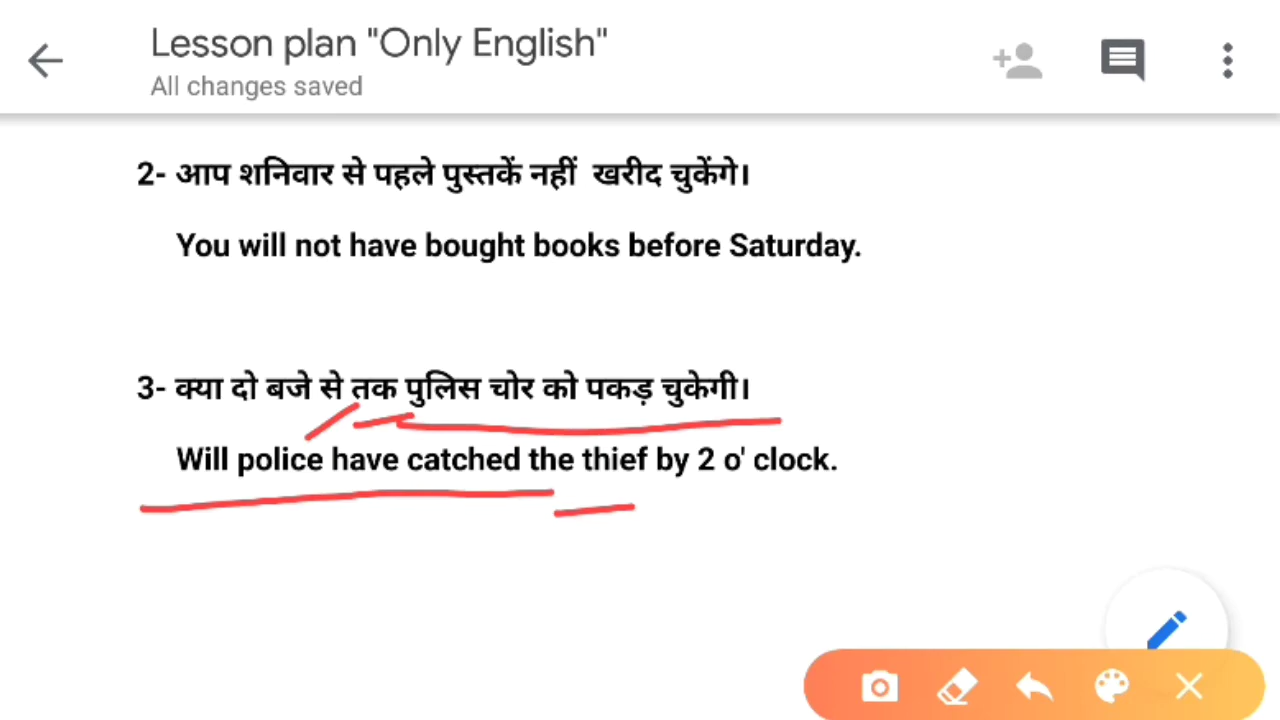 Lesson plan "Only English"
All changes saved
2- आप शनिवार से पहले पुस्तकें नहीं खरीद चुकेंगे।
You will not have bought books before Saturday.
3- क्या दो बजे से तक पुलिस चोर को पकड़ चुकेगी।
Will police have catched the thief by 2 o' clock.